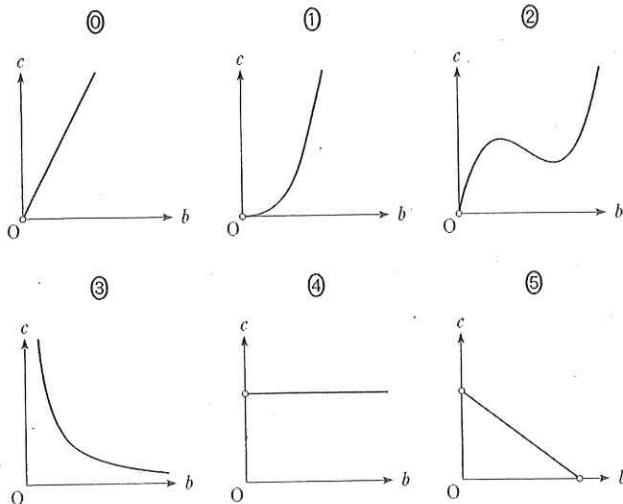 ⓪ ① ②
c c c
O b O b O b
③ ④ ⑤
c c c
O b O b O